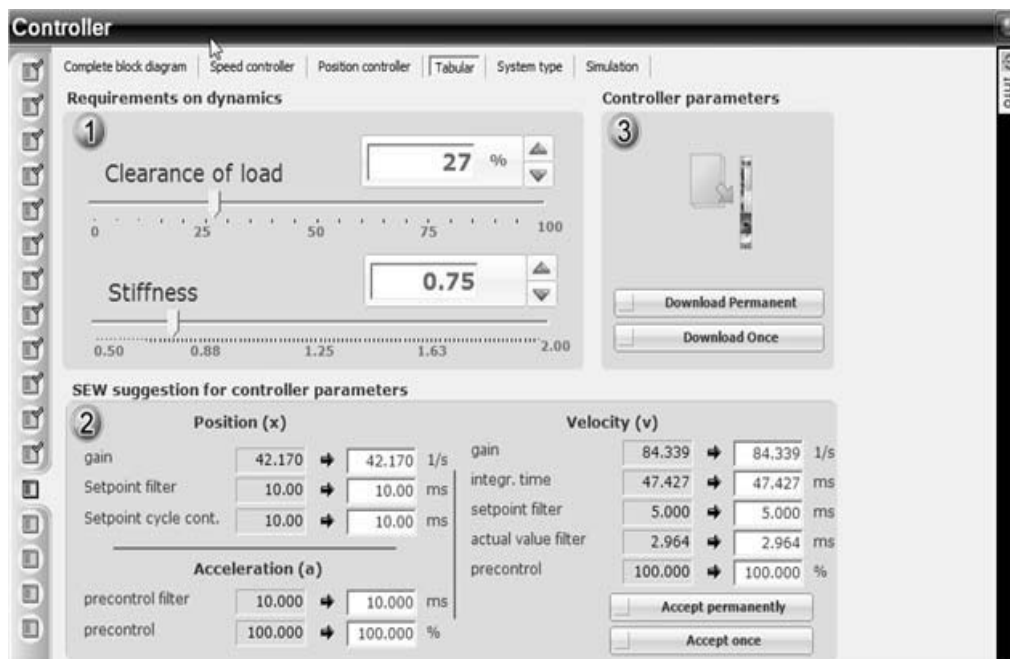 Controller
Complete block diagram Speed controller Position controller Tabular System type Simulation
Requirements on dynamics
1
Clearance of load
27 %
0 25 50 75 100
Stiffness
0.75
0.50 0.88 1.25 1.63 2.00
Controller parameters
3
Download Permanent
Download Once
SEW suggestion for controller parameters
2
Position (x)
gain 42.170 42.170 1/s
Setpoint filter 10.00 10.00 ms
Setpoint cycle cont. 10.00 10.00 ms
Acceleration (a)
precontrol filter 10.000 10.000 ms
precontrol 100.000 100.000 %
Velocity (v)
gain 84.339 84.339 1/s
integr. time 47.427 47.427 ms
setpoint filter 5.000 5.000 ms
actual value filter 2.964 2.964 ms
precontrol 100.000 100.000 %
Accept permanently
Accept once